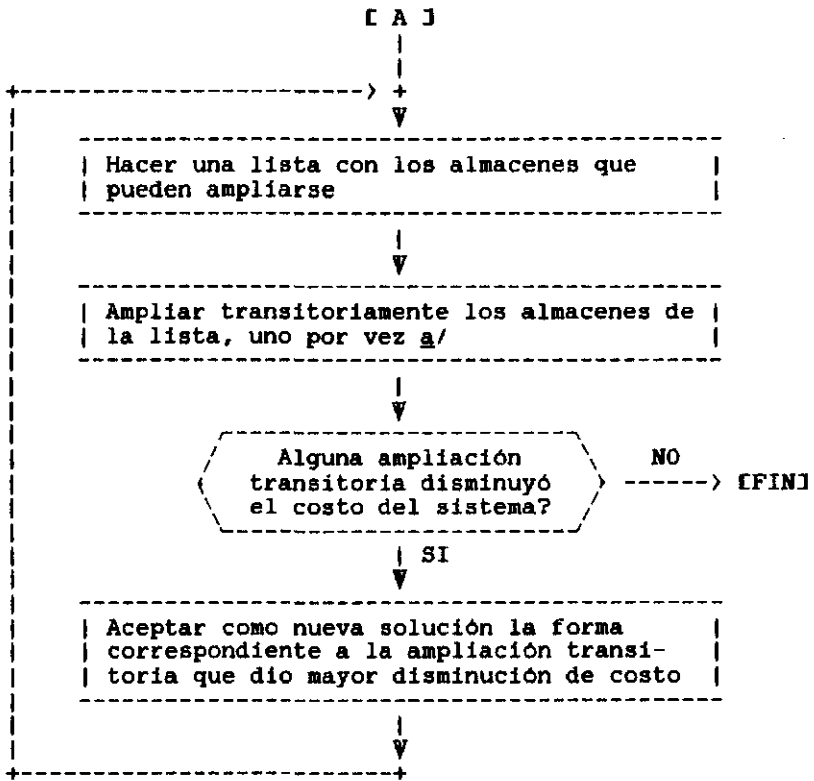 [ A ]
Hacer una lista con los almacenes que
pueden ampliarse
Ampliar transitoriamente los almacenes de
la lista, uno por vez a/
Alguna ampliación
transitoria disminuyó
el costo del sistema?
NO
[FIN]
SI
Aceptar como nueva solución la forma
correspondiente a la ampliación transi-
toria que dio mayor disminución de costo